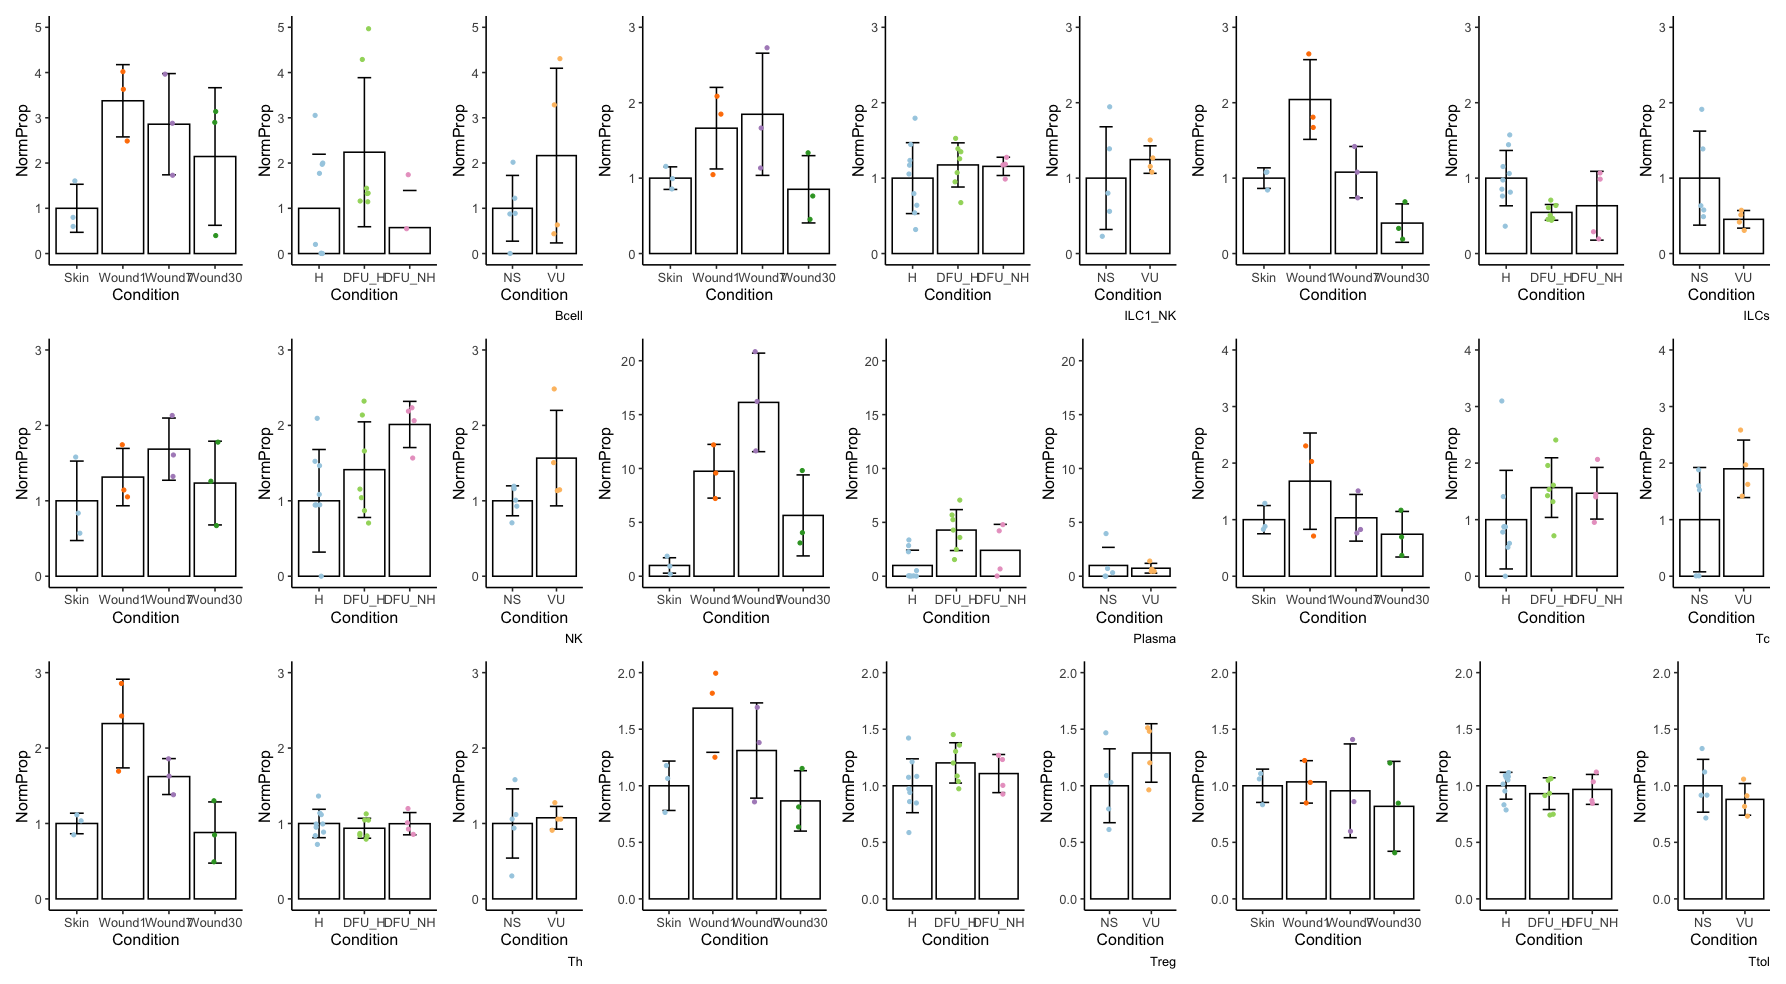 5 5 5 3 3 3 3 3 3
4 4 4
3 3 3 2 2 2 2 2 2
2 2 2
1 1 1 1 1 1 1 1 1
0 0 0 0 0 0 0 0 0
NormProp NormProp NormProp NormProp NormProp NormProp NormProp NormProp NormProp
Skin Wound1 Wound7 Wound30 H DFU_H DFU_NH NS VU Skin Wound1 Wound7 Wound30 H DFU_H DFU_NH NS VU Skin Wound1 Wound7 Wound30 H DFU_H DFU_NH NS VU
Condition Condition Condition Condition Condition Condition Condition Condition Condition
Bcell ILC1_NK ILCs
3 3 3 20 20 20 4 4 4
2 2 2 15 15 15 3 3 3
10 10 10 2 2 2
1 1 1 5 5 5 1 1 1
0 0 0 0 0 0 0 0 0
NormProp NormProp NormProp NormProp NormProp NormProp NormProp NormProp NormProp
Skin Wound1 Wound7 Wound30 H DFU_H DFU_NH NS VU Skin Wound1 Wound7 Wound30 H DFU_H DFU_NH NS VU Skin Wound1 Wound7 Wound30 H DFU_H DFU_NH NS VU
Condition Condition Condition Condition Condition Condition Condition Condition Condition
NK Plasma Tc
3 3 3 2.0 2.0 2.0 2.0 2.0 2.0
2 2 2 1.5 1.5 1.5 1.5 1.5 1.5
1 1 1 1.0 1.0 1.0 1.0 1.0 1.0
0.5 0.5 0.5 0.5 0.5 0.5
0 0 0 0.0 0.0 0.0 0.0 0.0 0.0
NormProp NormProp NormProp NormProp NormProp NormProp NormProp NormProp NormProp
Skin Wound1 Wound7 Wound30 H DFU_H DFU_NH NS VU Skin Wound1 Wound7 Wound30 H DFU_H DFU_NH NS VU Skin Wound1 Wound7 Wound30 H DFU_H DFU_NH NS VU
Condition Condition Condition Condition Condition Condition Condition Condition Condition
Th Treg Ttol